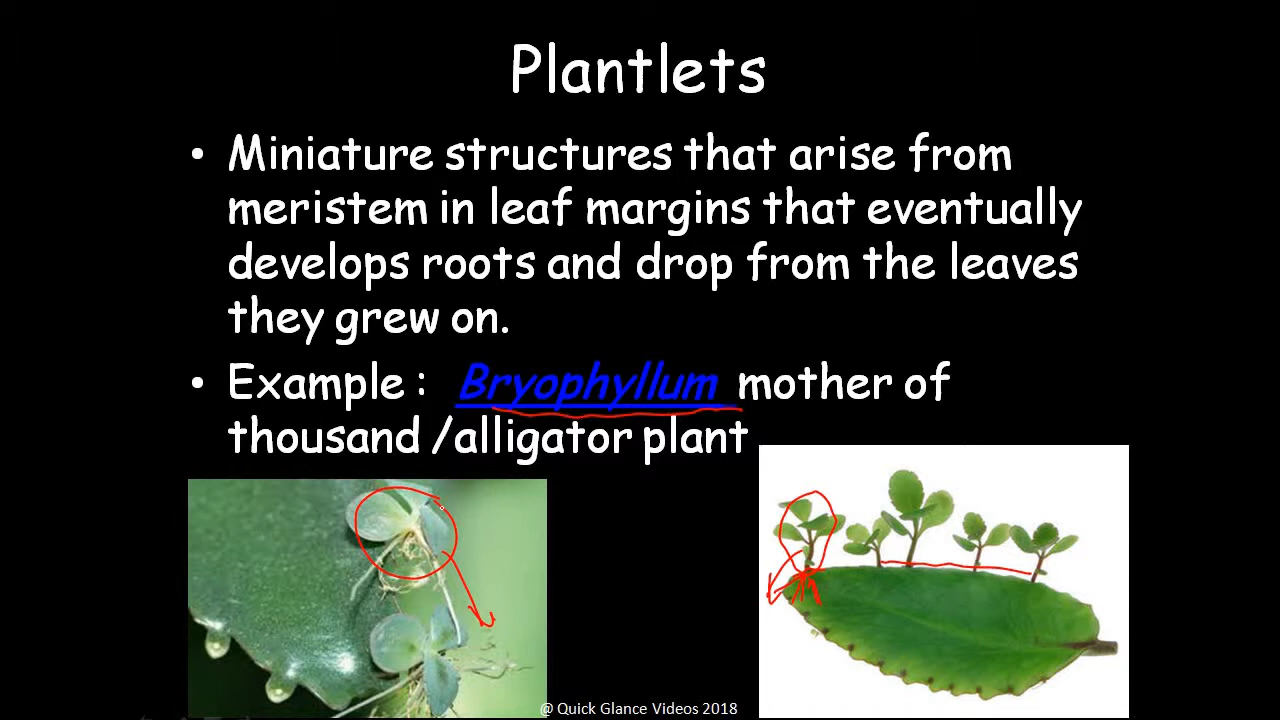 Plantlets
• Miniature structures that arise from
meristem in leaf margins that eventually
develops roots and drop from the leaves
they grew on.
• Example : Bryophyllum mother of
thousand /alligator plant
@ Quick Glance Videos 2018